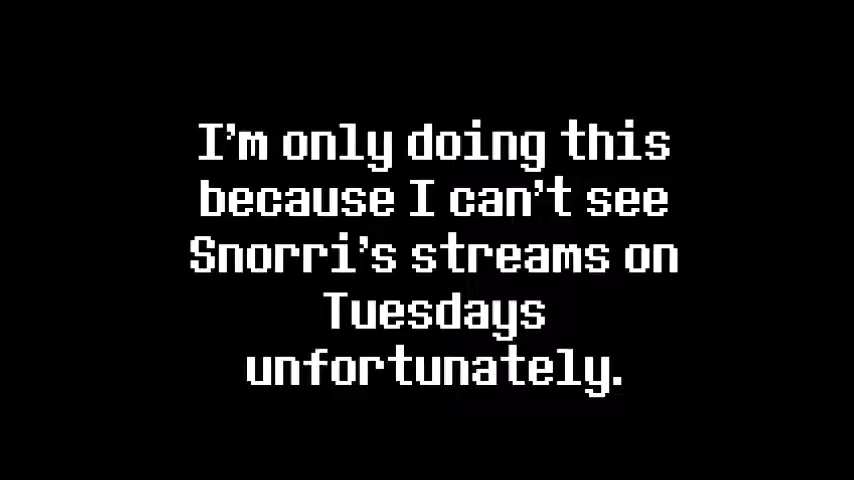 I'm only doing this
because I can't see
Snorri's streams on
Tuesdays
unfortunately.